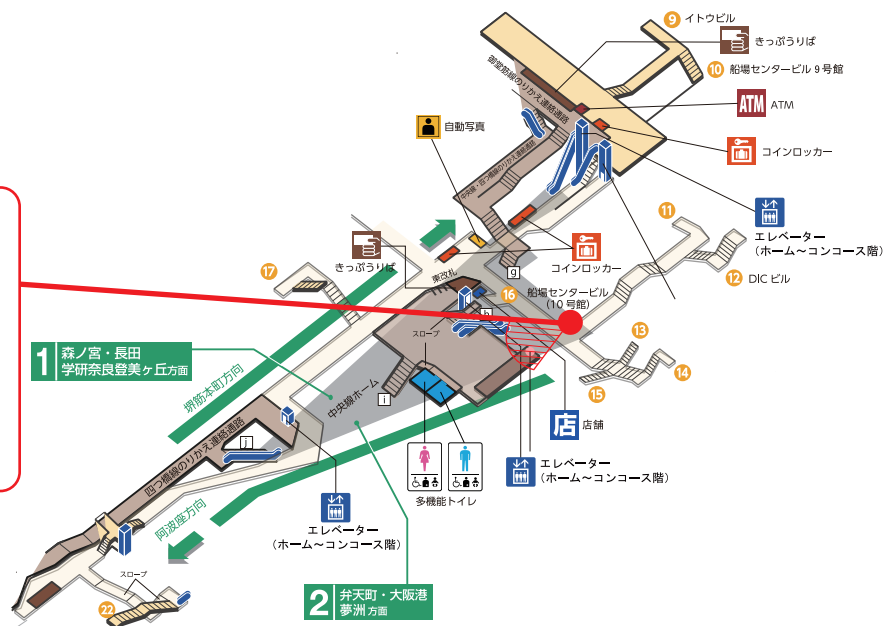 9 イトウビル
きっぷうりば
10 船場センタービル 9 号館
御堂筋線のりかえ連絡通路
ATM ATM
自動写真
コインロッカー
中央線・四つ橋線のりかえ連絡通路
11
エレベーター
(ホーム〜コンコース階)
きっぷうりば
コインロッカー
17
東改札
g
12 DIC ビル
16
船場センタービル
(10 号館)
h
スロープ
13
14
15
1 森ノ宮・長田
学研奈良登美ヶ丘方面
堺筋本町方向
中央線ホーム
i
店 店舗
四つ橋線のりかえ連絡通路
j
エレベーター
(ホーム〜コンコース階)
多機能トイレ
阿波座方向
エレベーター
(ホーム〜コンコース階)
スロープ
22
2 弁天町・大阪港
夢洲 方面